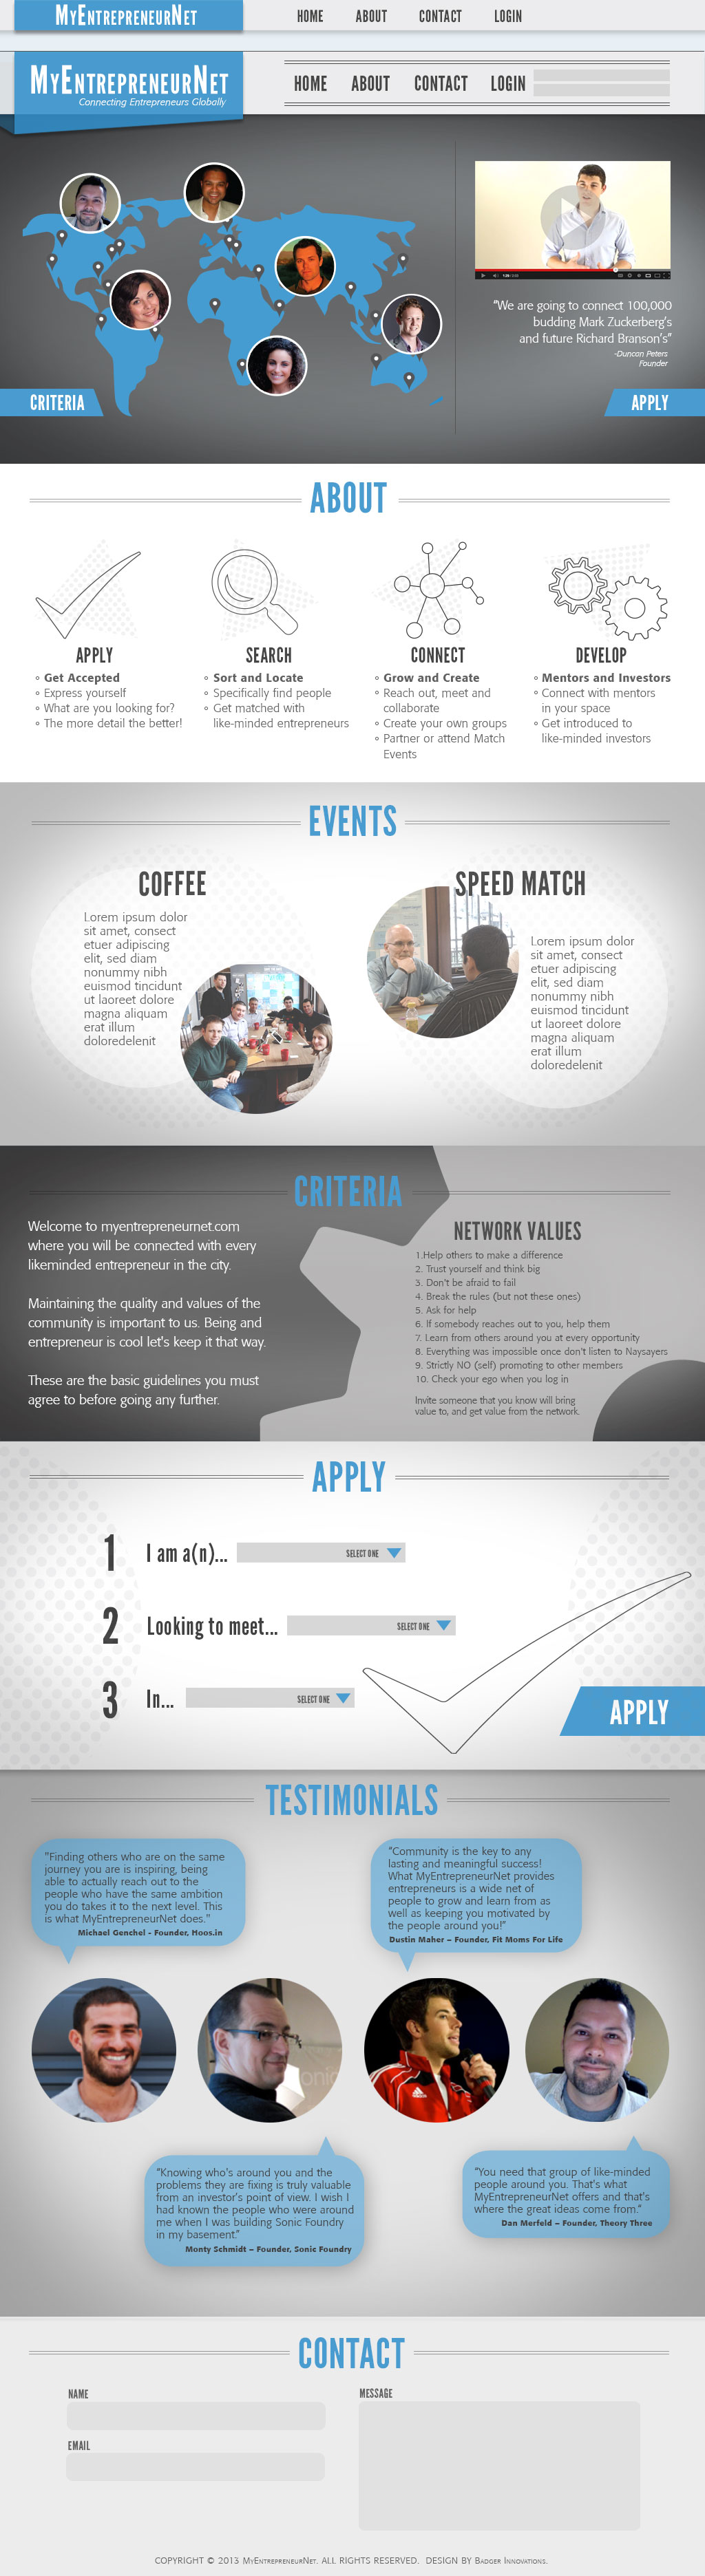 MyEntrepreneurNet
HOME ABOUT CONTACT LOGIN
MyEntrepreneurNet
Connecting Entrepreneurs Globally
HOME ABOUT CONTACT LOGIN
"We are going to connect 100,000
budding Mark Zuckerberg's
and future Richard Branson's"
-Duncan Peters
Founder
CRITERIA
APPLY
ABOUT
APPLY
Get Accepted
Express yourself
What are you looking for?
The more detail the better!
SEARCH
Sort and Locate
Specifically find people
Get matched with
like-minded entrepreneurs
CONNECT
Grow and Create
Reach out, meet and
collaborate
Create your own groups
Partner or attend Match
Events
DEVELOP
Mentors and Investors
Connect with mentors
in your space
Get introduced to
like-minded investors
EVENTS
COFFEE
Lorem ipsum dolor
sit amet, consect
etuer adipiscing
elit, sed diam
nonummy nibh
euismod tincidunt
ut laoreet dolore
magna aliquam
erat illum
doloredelenit
SPEED MATCH
Lorem ipsum dolor
sit amet, consect
etuer adipiscing
elit, sed diam
nonummy nibh
euismod tincidunt
ut laoreet dolore
magna aliquam
erat illum
doloredelenit
CRITERIA
Welcome to myentrepreneurnet.com
where you will be connected with every
likeminded entrepreneur in the city.
Maintaining the quality and values of the
community is important to us. Being and
entrepreneur is cool let's keep it that way.
These are the basic guidelines you must
agree to before going any further.
NETWORK VALUES
1.Help others to make a difference
2. Trust yourself and think big
3. Don't be afraid to fail
4. Break the rules (but not these ones)
5. Ask for help
6. If somebody reaches out to you, help them
7. Learn from others around you at every opportunity
8. Everything was impossible once don't listen to Naysayers
9. Strictly NO (self) promoting to other members
10. Check your ego when you log in
Invite someone that you know will bring
value to, and get value from the network.
APPLY
1 I am a(n)... SELECT ONE
2 Looking to meet... SELECT ONE
3 In... SELECT ONE
APPLY
TESTIMONIALS
"Finding others who are on the same
journey you are is inspiring, being
able to actually reach out to the
people who have the same ambition
you do takes it to the next level. This
is what MyEntrepreneurNet does."
Michael Genchel - Founder, Hoos.in
"Community is the key to any
lasting and meaningful success!
What MyEntrepreneurNet provides
entrepreneurs is a wide net of
people to grow and learn from as
well as keeping you motivated by
the people around you!"
Dustin Maher – Founder, Fit Moms For Life
"Knowing who's around you and the
problems they are fixing is truly valuable
from an investor's point of view. I wish I
had known the people who were around
me when I was building Sonic Foundry
in my basement."
Monty Schmidt – Founder, Sonic Foundry
"You need that group of like-minded
people around you. That's what
MyEntrepreneurNet offers and that's
where the great ideas come from."
Dan Merfeld – Founder, Theory Three
CONTACT
NAME
EMAIL
MESSAGE
COPYRIGHT © 2013 MyEntrepreneurNet. ALL RIGHTS RESERVED. DESIGN BY Badger Innovations.